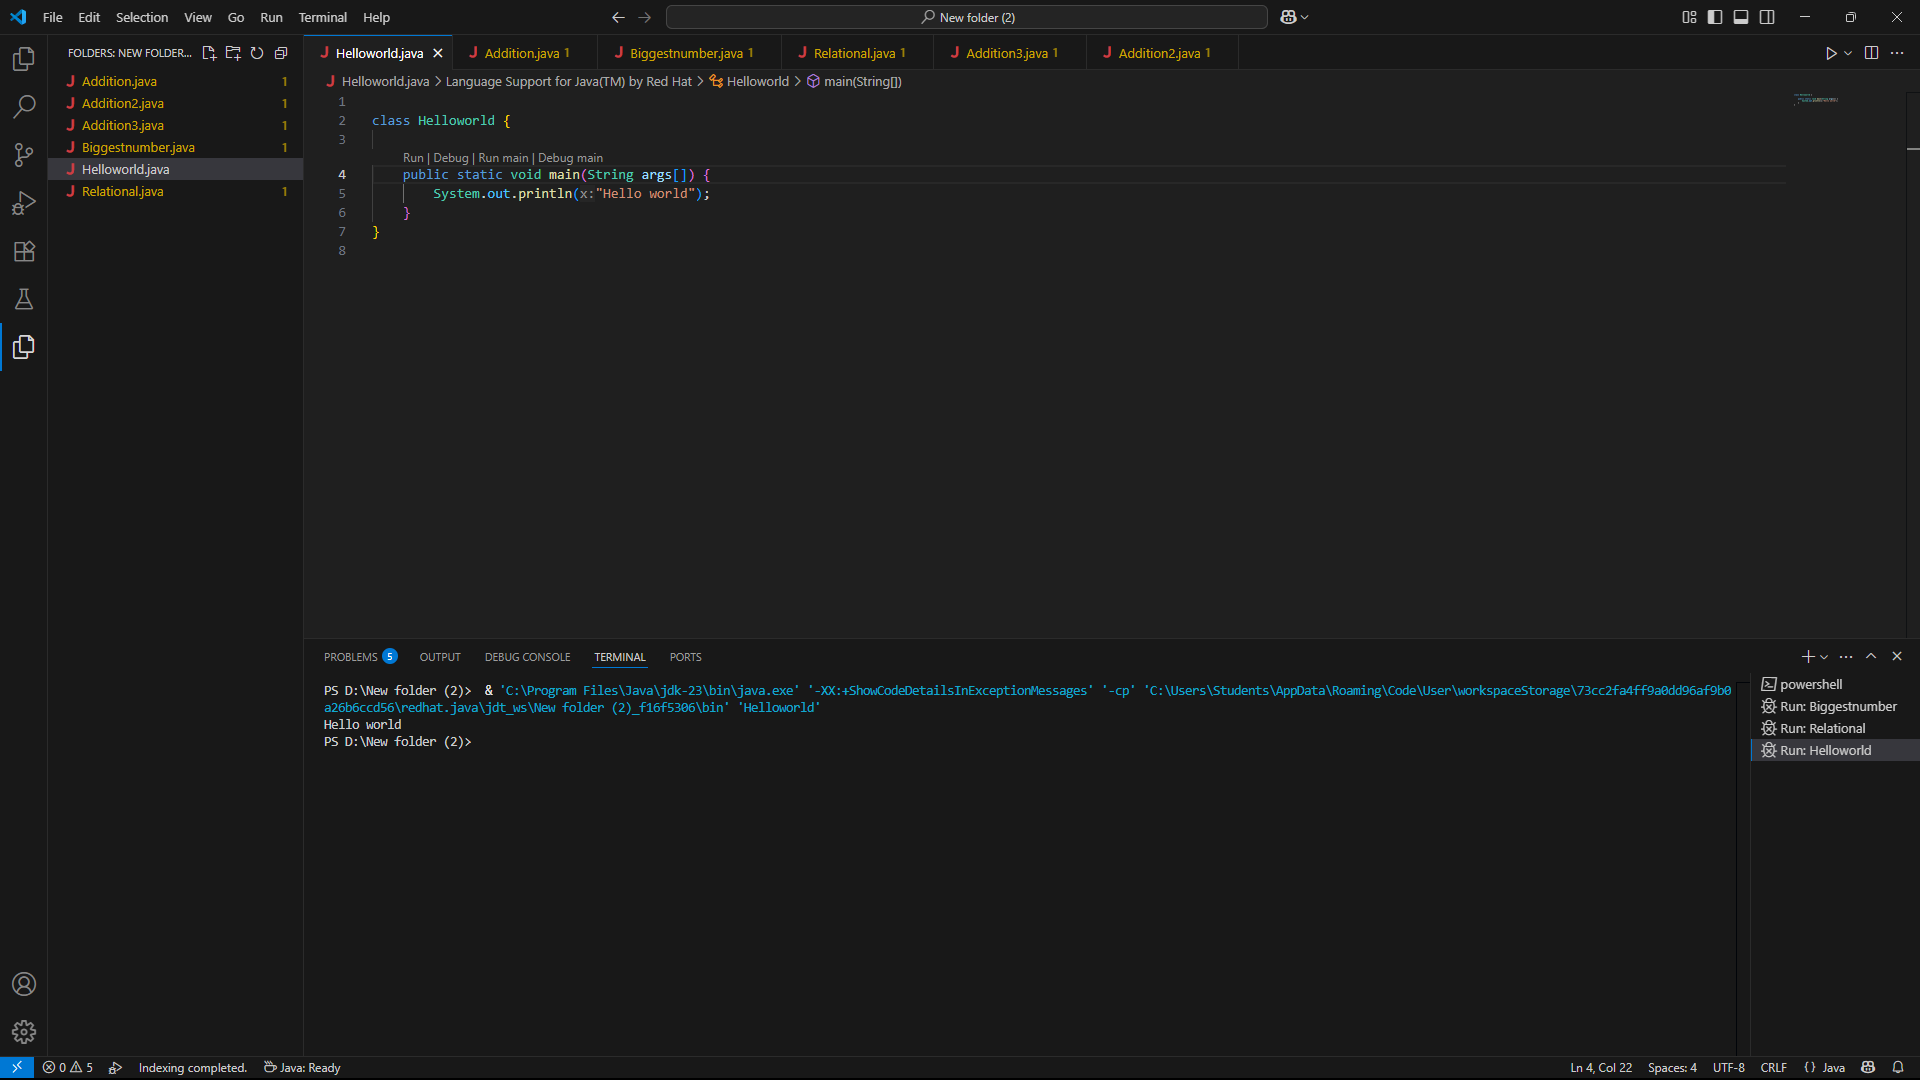 File Edit Selection View Go Run Terminal Help
New folder (2)
FOLDERS: NEW FOLDER...
Addition.java 1
Addition2.java 1
Addition3.java 1
Biggestnumber.java 1
Helloworld.java
Relational.java 1
Helloworld.java Addition.java 1 Biggestnumber.java 1 Relational.java 1 Addition3.java 1 Addition2.java 1
Helloworld.java > Language Support for Java(TM) by Red Hat > Helloworld > main(String[])
1
2 class Helloworld {
3
Run | Debug | Run main | Debug main
4 public static void main(String args[]) {
5 System.out.println(x:"Hello world");
6 }
7 }
8
PROBLEMS 5 OUTPUT DEBUG CONSOLE TERMINAL PORTS
PS D:\New folder (2)> & 'C:\Program Files\Java\jdk-23\bin\java.exe' '-XX:+ShowCodeDetailsInExceptionMessages' '-cp' 'C:\Users\Students\AppData\Roaming\Code\User\workspaceStorage\73cc2fa4ff9a0dd96af9b0
a26b6ccd56\redhat.java\jdt_ws\New folder (2)_f16f5306\bin' 'Helloworld'
Hello world
PS D:\New folder (2)>
powershell
Run: Biggestnumber
Run: Relational
Run: Helloworld
0 5 Indexing completed. Java: Ready
Ln 4, Col 22 Spaces: 4 UTF-8 CRLF {} Java